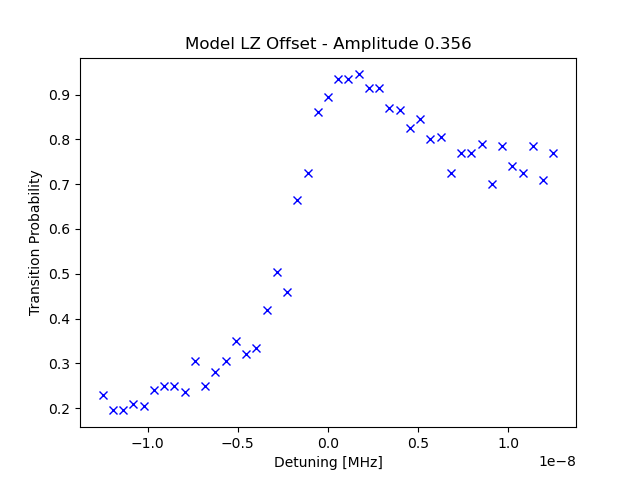 Model LZ Offset - Amplitude 0.356
Transition Probability
0.9
0.8
0.7
0.6
0.5
0.4
0.3
0.2
−1.0 −0.5 0.0 0.5 1.0
1e−8
Detuning [MHz]